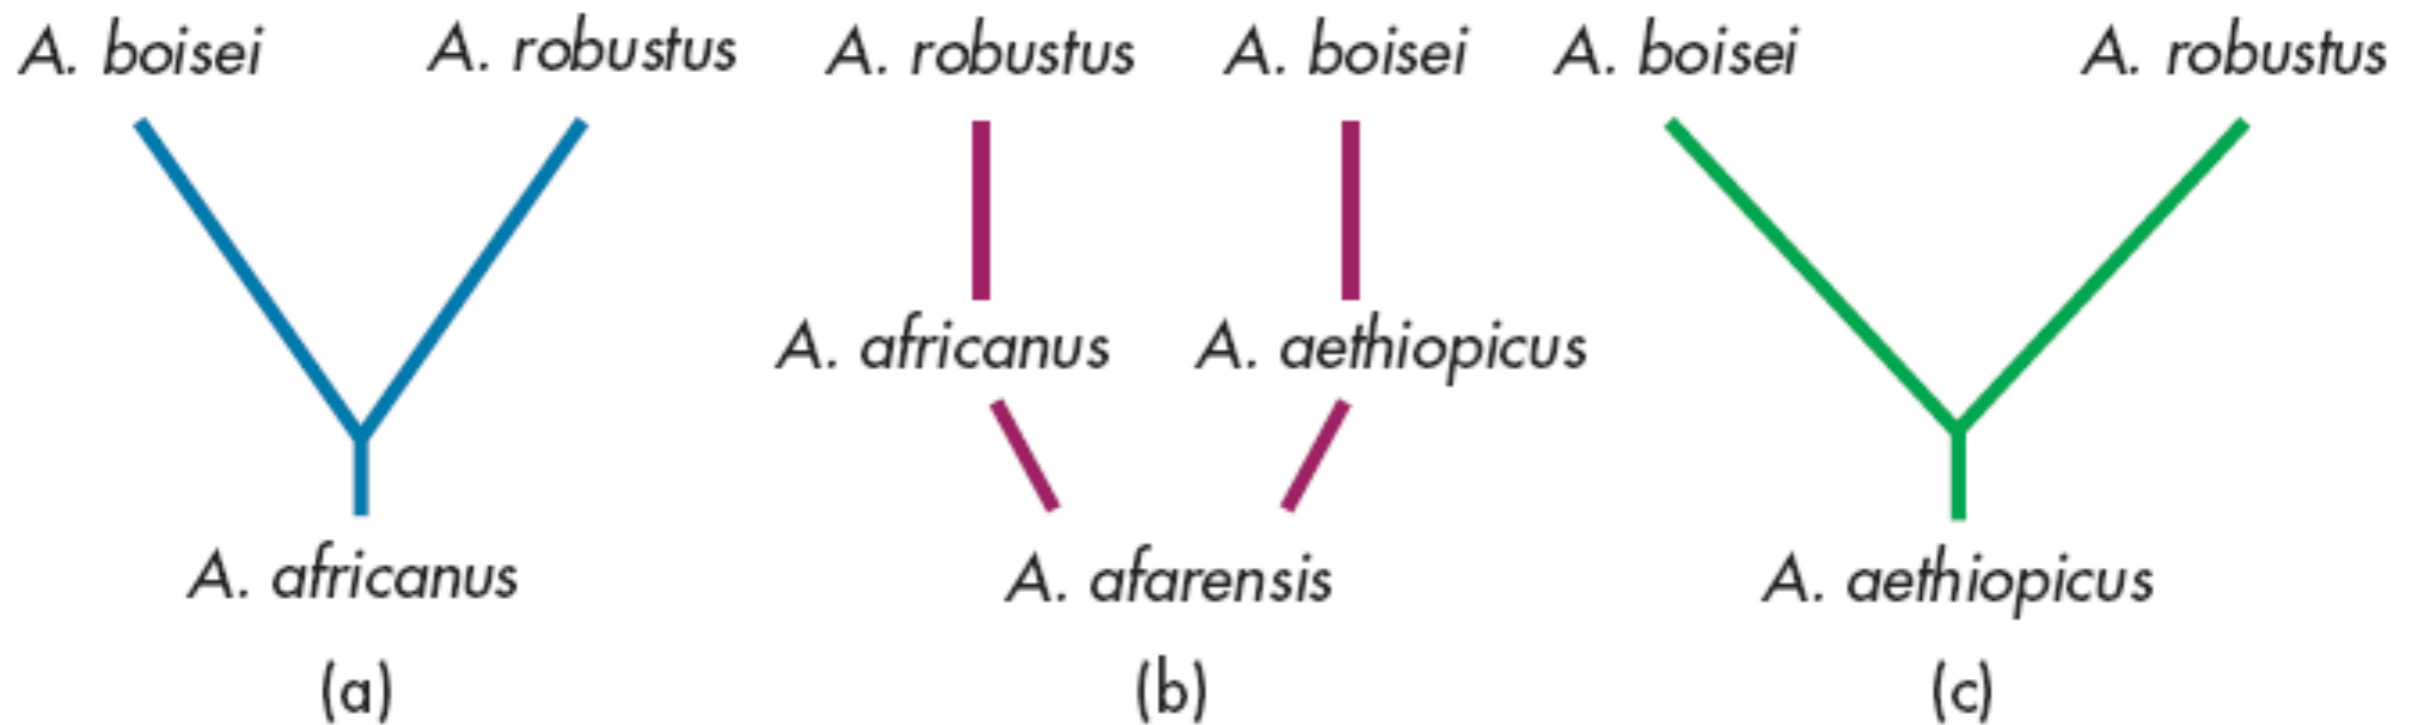 A. boisei
A. robustus
A. africanus
(a)
A. robustus
A. boisei
A. africanus
A. aethiopicus
A. afarensis
(b)
A. boisei
A. robustus
A. aethiopicus
(c)